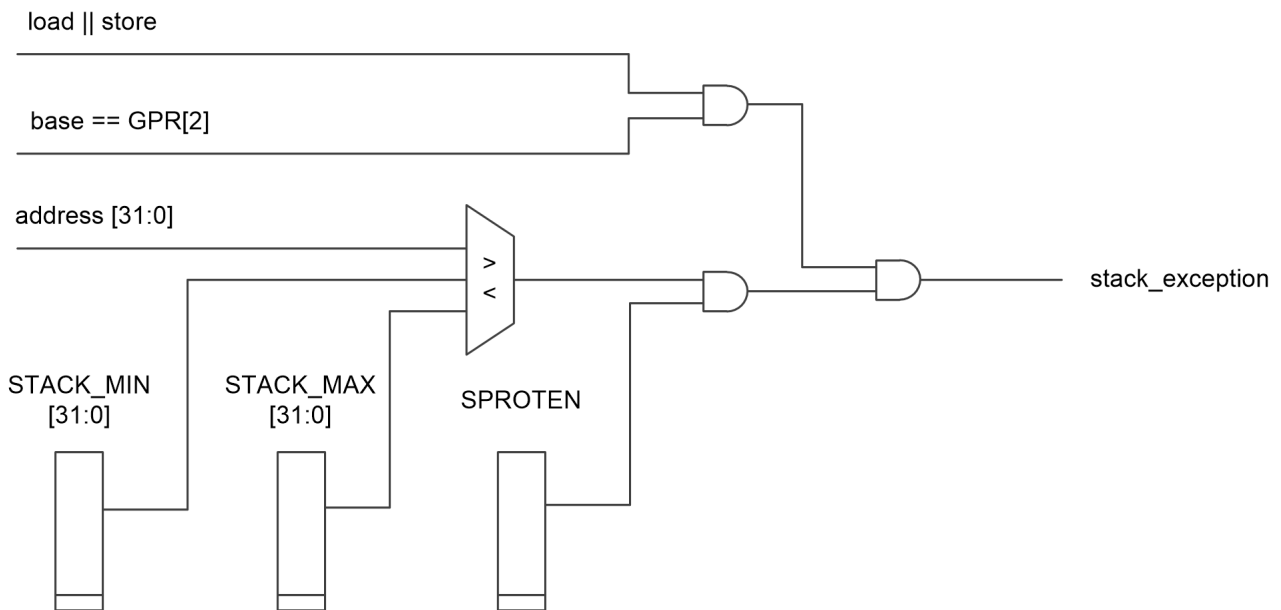 load || store
base == GPR[2]
address [31:0]
>
<
stack_exception
STACK_MIN
[31:0]
STACK_MAX
[31:0]
SPROTEN